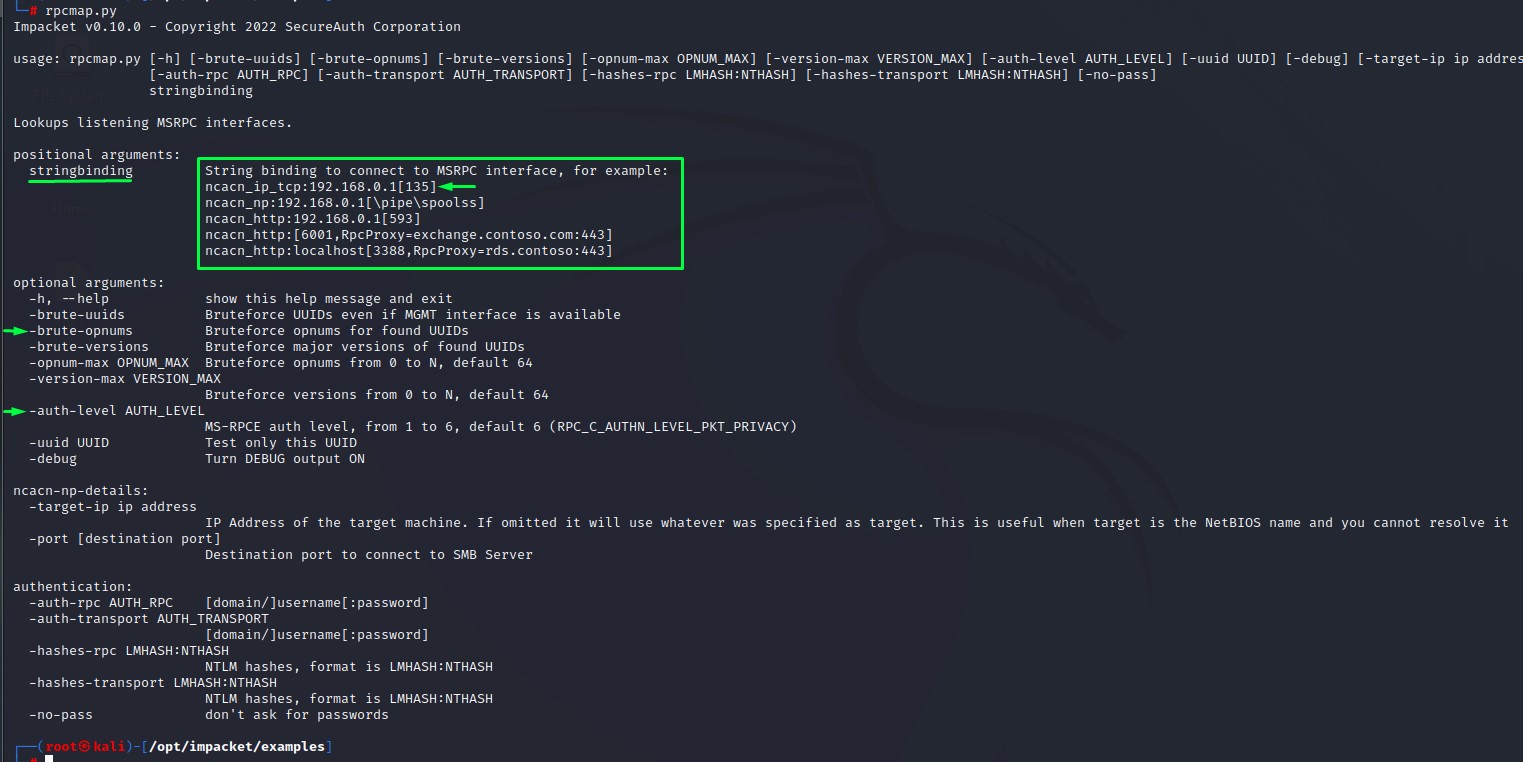 └─# rpcmap.py
Impacket v0.10.0 - Copyright 2022 SecureAuth Corporation
usage: rpcmap.py [-h] [-brute-uuids] [-brute-opnums] [-brute-versions] [-opnum-max OPNUM_MAX] [-version-max VERSION_MAX] [-auth-level AUTH_LEVEL] [-uuid UUID] [-debug] [-target-ip ip addres
[-auth-rpc AUTH_RPC] [-auth-transport AUTH_TRANSPORT] [-hashes-rpc LMHASH:NTHASH] [-hashes-transport LMHASH:NTHASH] [-no-pass]
stringbinding
Lookups listening MSRPC interfaces.
positional arguments:
stringbinding         String binding to connect to MSRPC interface, for example:
ncacn_ip_tcp:192.168.0.1[135]
ncacn_np:192.168.0.1[\pipe\spoolss]
ncacn_http:192.168.0.1[593]
ncacn_http:[6001,RpcProxy=exchange.contoso.com:443]
ncacn_http:localhost[3388,RpcProxy=rds.contoso:443]
optional arguments:
-h, --help            show this help message and exit
-brute-uuids          Bruteforce UUIDs even if MGMT interface is available
-brute-opnums         Bruteforce opnums for found UUIDs
-brute-versions       Bruteforce major versions of found UUIDs
-opnum-max OPNUM_MAX  Bruteforce opnums from 0 to N, default 64
-version-max VERSION_MAX
Bruteforce versions from 0 to N, default 64
-auth-level AUTH_LEVEL
MS-RPCE auth level, from 1 to 6, default 6 (RPC_C_AUTHN_LEVEL_PKT_PRIVACY)
-uuid UUID            Test only this UUID
-debug                Turn DEBUG output ON
ncacn-np-details:
-target-ip ip address
IP Address of the target machine. If omitted it will use whatever was specified as target. This is useful when target is the NetBIOS name and you cannot resolve it
-port [destination port]
Destination port to connect to SMB Server
authentication:
-auth-rpc AUTH_RPC    [domain/]username[:password]
-auth-transport AUTH_TRANSPORT
[domain/]username[:password]
-hashes-rpc LMHASH:NTHASH
NTLM hashes, format is LMHASH:NTHASH
-hashes-transport LMHASH:NTHASH
NTLM hashes, format is LMHASH:NTHASH
-no-pass              don't ask for passwords
┌──(root㉿kali)-[/opt/impacket/examples]
└─#